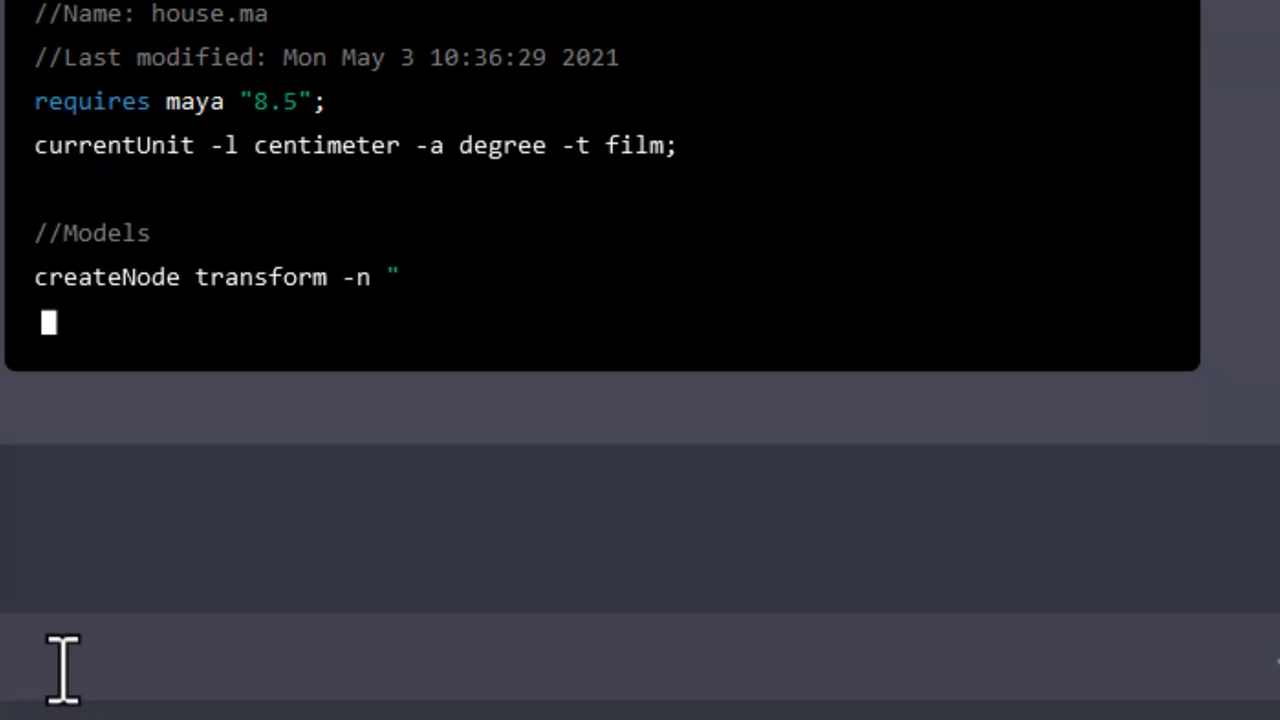 //Name: house.ma
//Last modified: Mon May 3 10:36:29 2021
requires maya "8.5";
currentUnit -l centimeter -a degree -t film;
//Models
createNode transform -n "